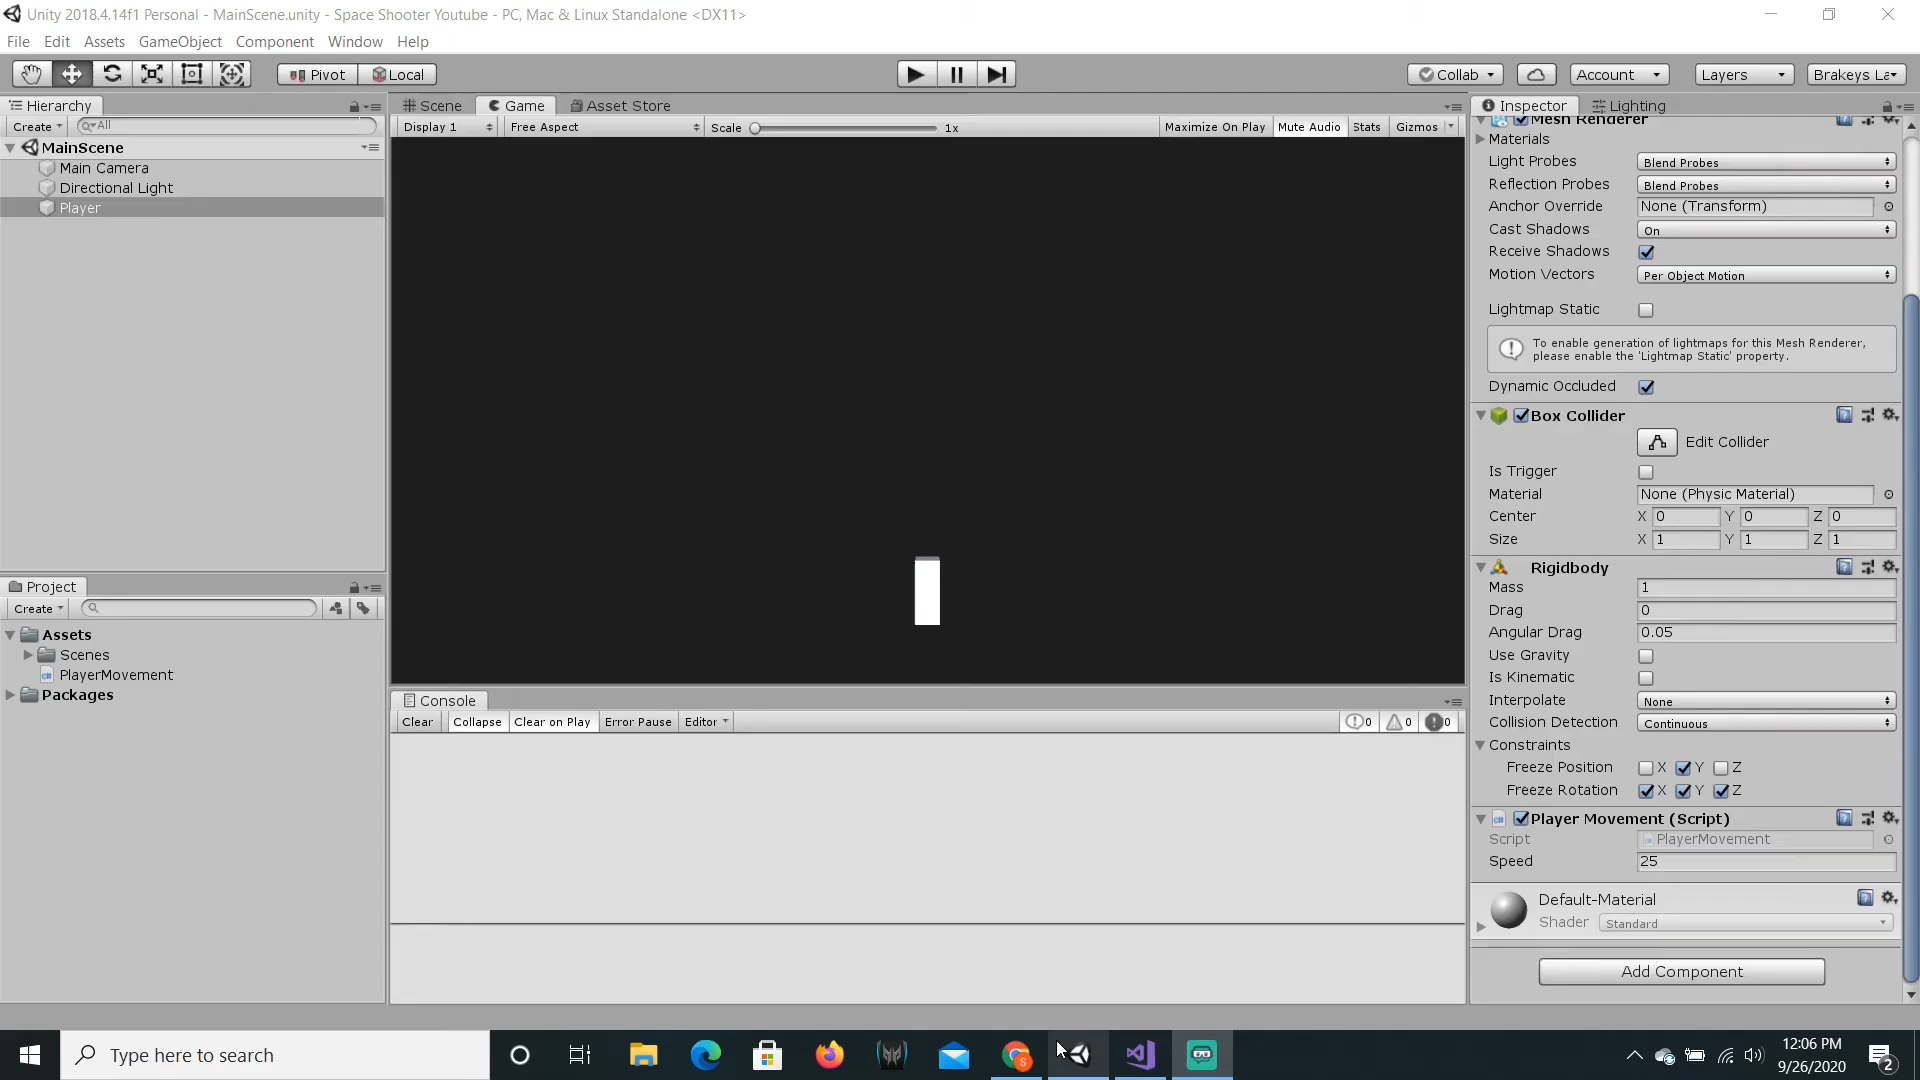 Unity 2018.4.14f1 Personal - MainScene.unity - Space Shooter Youtube - PC, Mac & Linux Standalone <DX11>
File Edit Assets GameObject Component Window Help
Pivot Local Collab Account Layers Brakeys La
Hierarchy
Create All
MainScene
Main Camera
Directional Light
Player
Project
Create
Assets
Scenes
PlayerMovement
Packages
Scene Game Asset Store
Display 1 Free Aspect Scale 1x Maximize On Play Mute Audio Stats Gizmos
Console
Clear Collapse Clear on Play Error Pause Editor 0 0 0
Inspector Lighting
Mesh Renderer
Materials
Light Probes Blend Probes
Reflection Probes Blend Probes
Anchor Override None (Transform)
Cast Shadows On
Receive Shadows
Motion Vectors Per Object Motion
Lightmap Static
To enable generation of lightmaps for this Mesh Renderer,
please enable the 'Lightmap Static' property.
Dynamic Occluded
Box Collider
Edit Collider
Is Trigger
Material None (Physic Material)
Center X 0 Y 0 Z 0
Size X 1 Y 1 Z 1
Rigidbody
Mass 1
Drag 0
Angular Drag 0.05
Use Gravity
Is Kinematic
Interpolate None
Collision Detection Continuous
Constraints
Freeze Position X Y Z
Freeze Rotation X Y Z
Player Movement (Script)
Script PlayerMovement
Speed 25
Default-Material
Shader Standard
Add Component
Type here to search
12:06 PM
9/26/2020
2